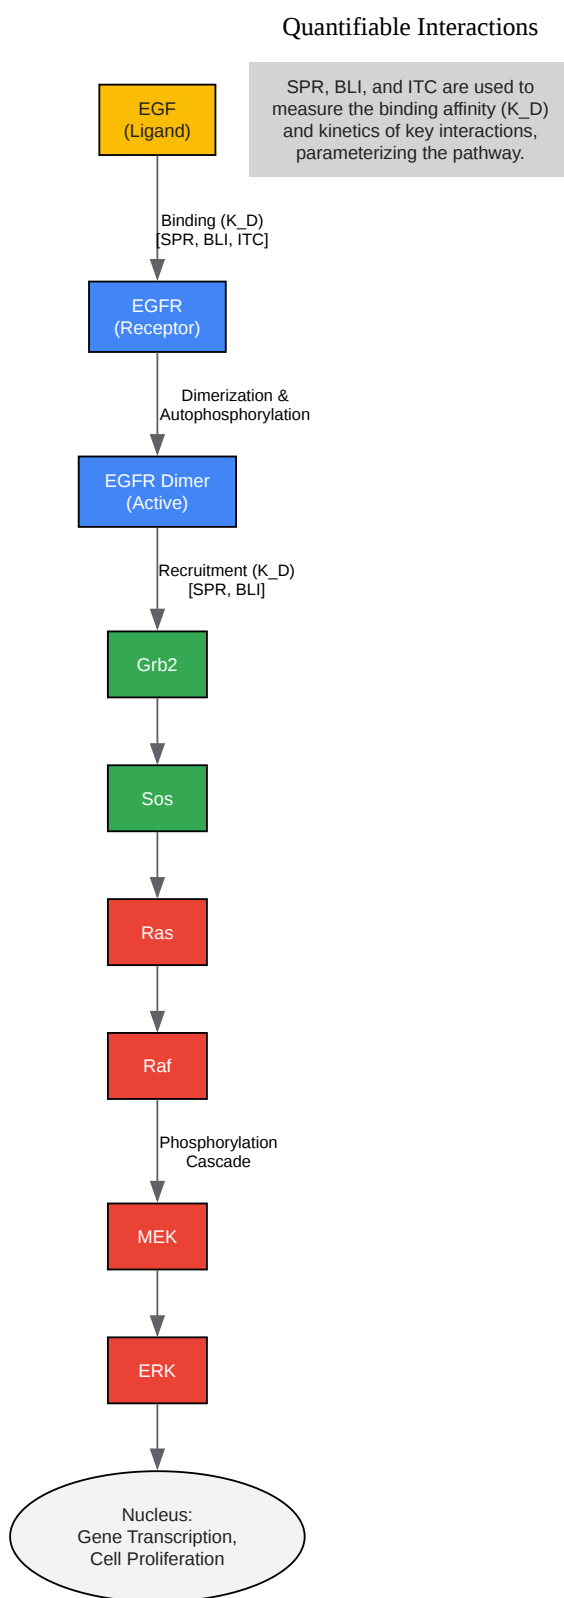 Quantifiable Interactions
SPR, BLI, and ITC are used to
measure the binding affinity (K_D)
and kinetics of key interactions,
parameterizing the pathway.
EGF
(Ligand)
Binding (K_D)
[SPR, BLI, ITC]
EGFR
(Receptor)
Dimerization &
Autophosphorylation
EGFR Dimer
(Active)
Recruitment (K_D)
[SPR, BLI]
Grb2
Sos
Ras
Raf
Phosphorylation
Cascade
MEK
ERK
Nucleus:
Gene Transcription,
Cell Proliferation